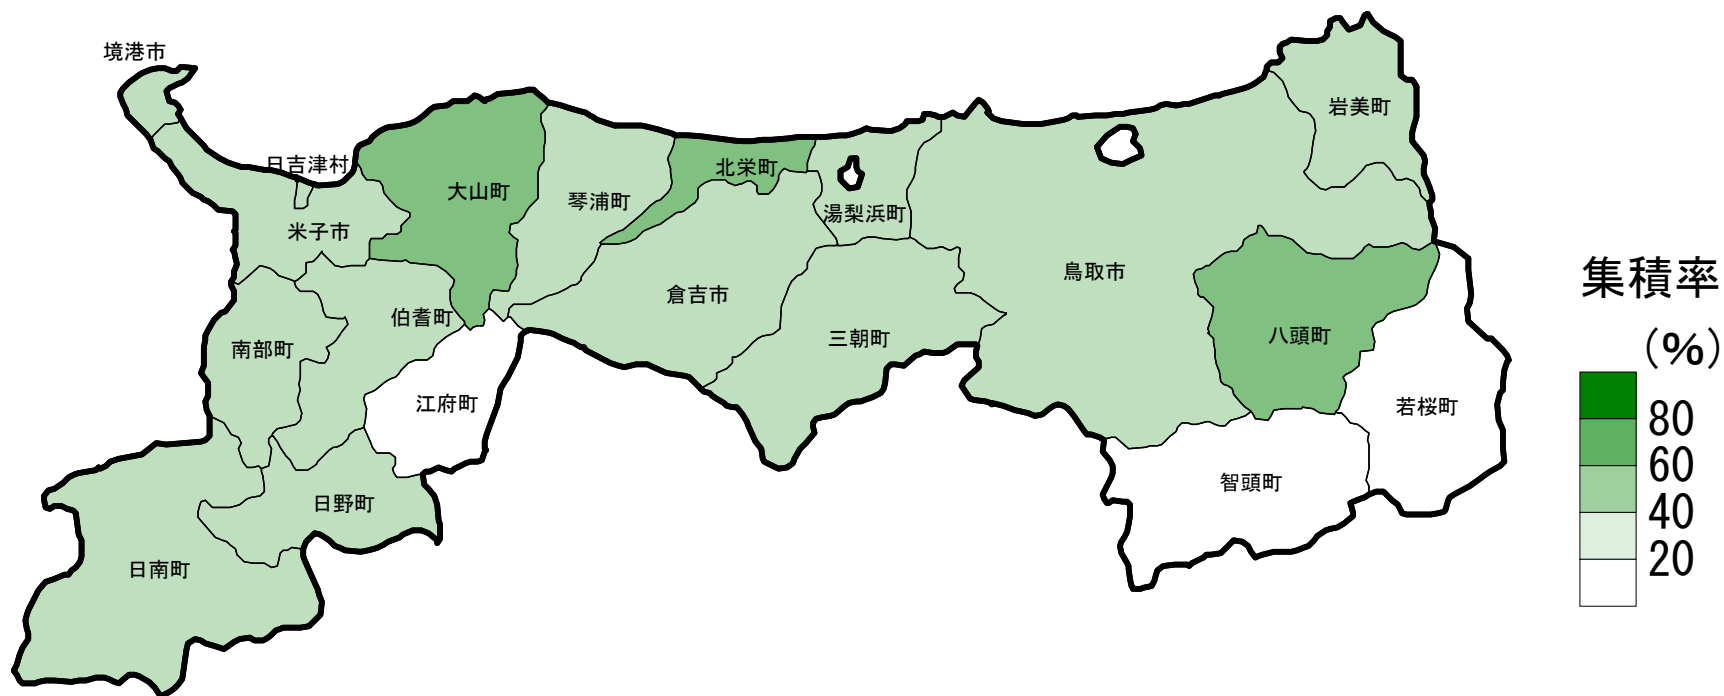 境港市
岩美町
日吉津村
北栄町
大山町
琴浦町
湯梨浜町
米子市
鳥取市
集積率
(%)
倉吉市
伯耆町
南部町
三朝町
八頭町
江府町
若桜町
80
60
智頭町
日野町
40
20
日南町